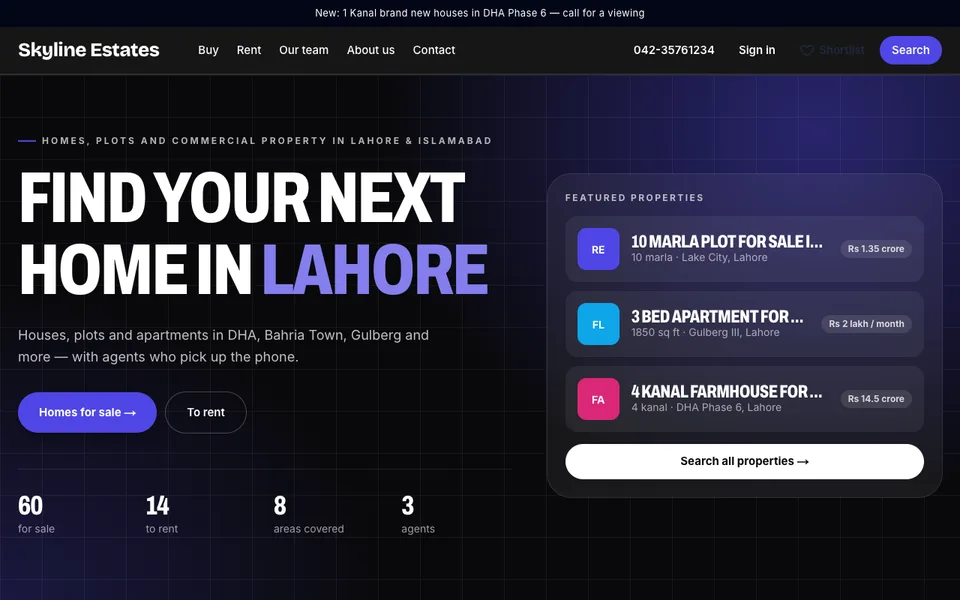 New: 1 Kanal brand new houses in DHA Phase 6 — call for a viewing
Skyline Estates
Buy
Rent
Our team
About us
Contact
042-35761234
Sign in
Shortlist
Search
HOMES, PLOTS AND COMMERCIAL PROPERTY IN LAHORE & ISLAMABAD
FIND YOUR NEXT
HOME IN LAHORE
Houses, plots and apartments in DHA, Bahria Town, Gulberg and
more — with agents who pick up the phone.
Homes for sale →
To rent
60
for sale
14
to rent
8
areas covered
3
agents
FEATURED PROPERTIES
RE
10 MARLA PLOT FOR SALE I...
10 marla · Lake City, Lahore
Rs 1.35 crore
FL
3 BED APARTMENT FOR ...
1850 sq ft · Gulberg III, Lahore
Rs 2 lakh / month
FA
4 KANAL FARMHOUSE FOR ...
4 kanal · DHA Phase 6, Lahore
Rs 14.5 crore
Search all properties →